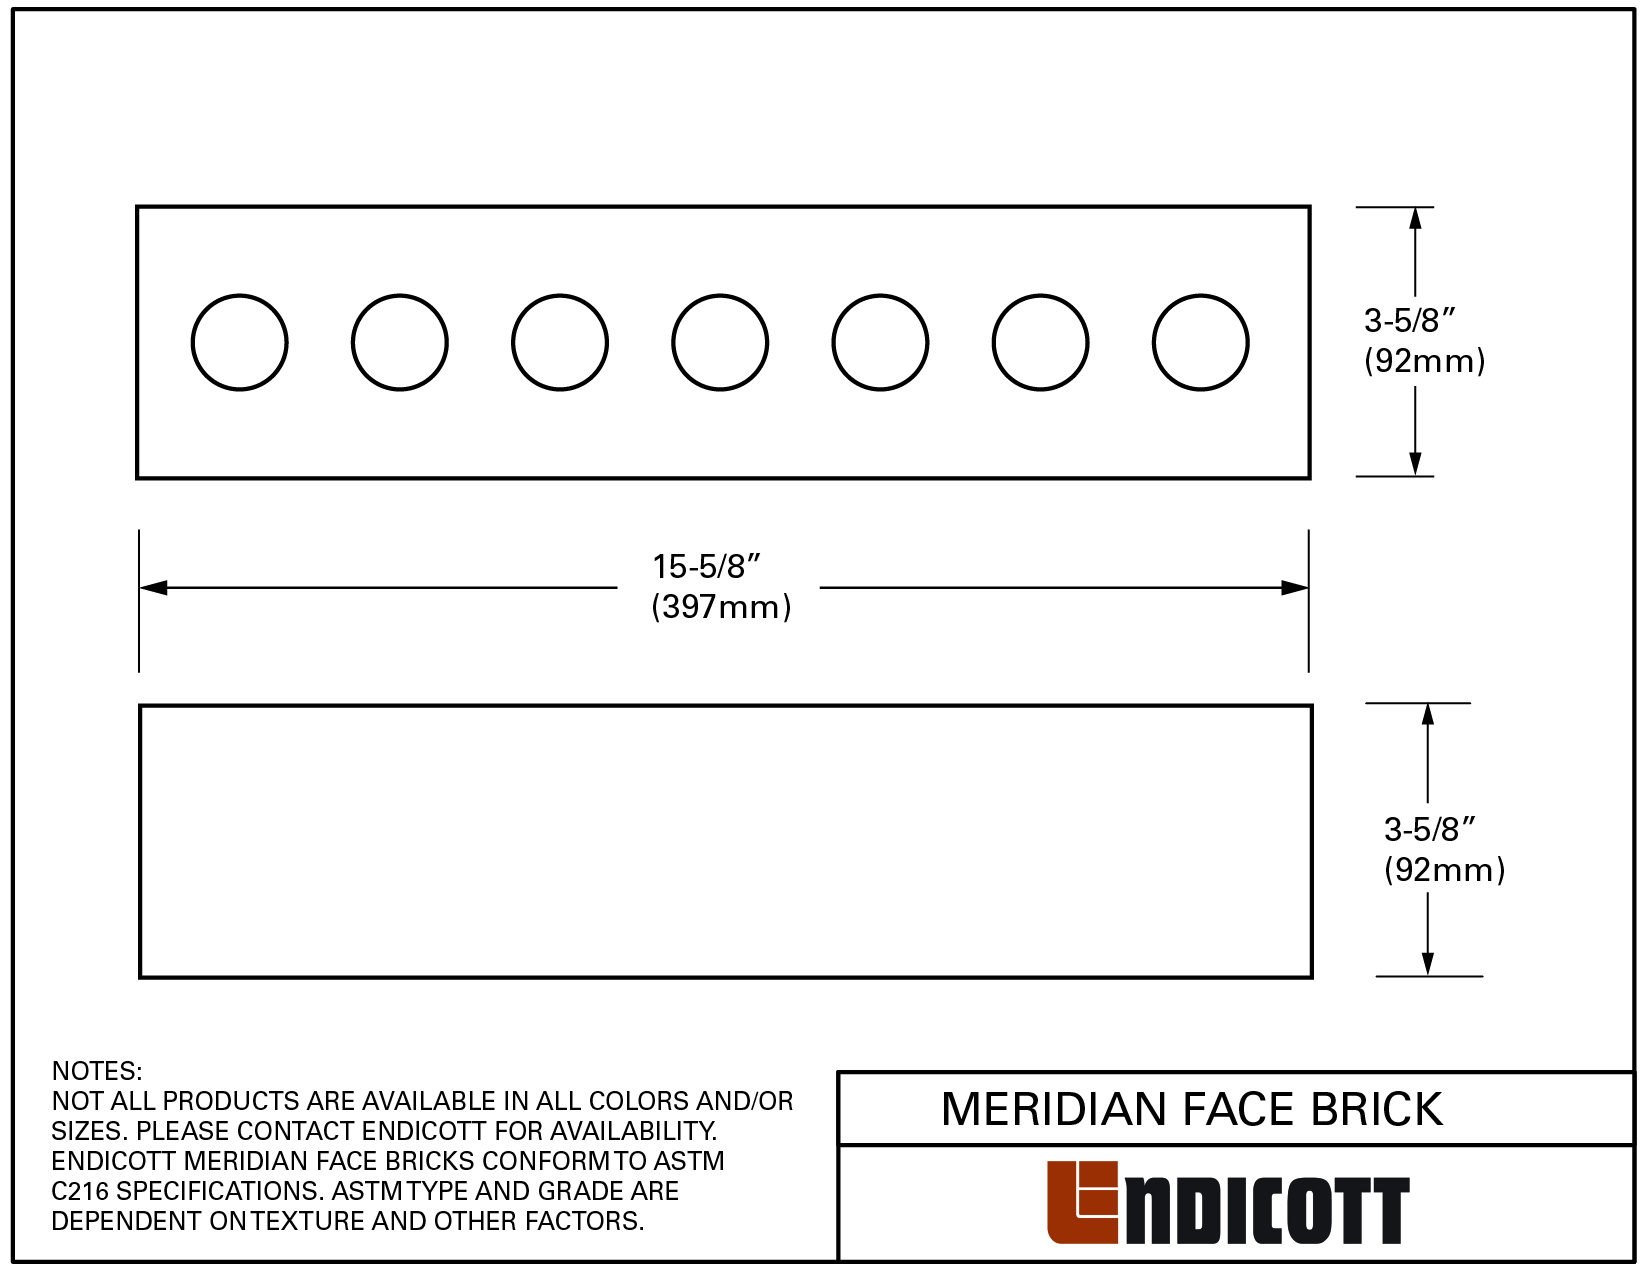 3-5/8″
(92mm)
15-5/8″
(397mm)
3-5/8″
(92mm)
NOTES:
NOT ALL PRODUCTS ARE AVAILABLE IN ALL COLORS AND/OR
SIZES. PLEASE CONTACT ENDICOTT FOR AVAILABILITY.
ENDICOTT MERIDIAN FACE BRICKS CONFORM TO ASTM
C216 SPECIFICATIONS. ASTM TYPE AND GRADE ARE
DEPENDENT ON TEXTURE AND OTHER FACTORS.
MERIDIAN FACE BRICK
ENDICOTT